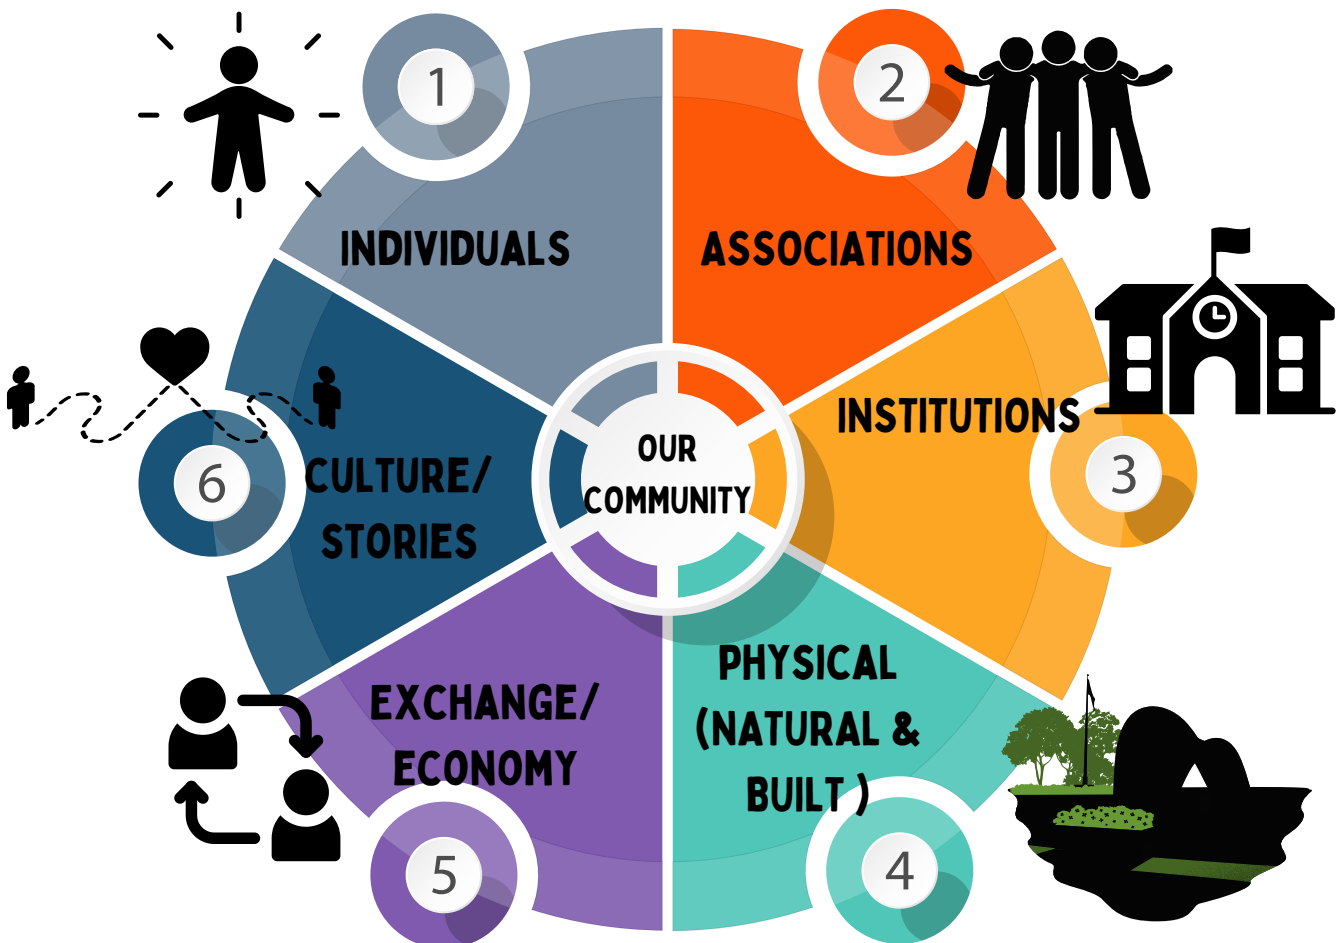 1
INDIVIDUALS
2
ASSOCIATIONS
3
INSTITUTIONS
4
PHYSICAL
(NATURAL &
BUILT )
5
EXCHANGE/
ECONOMY
6
CULTURE/
STORIES
OUR
COMMUNITY